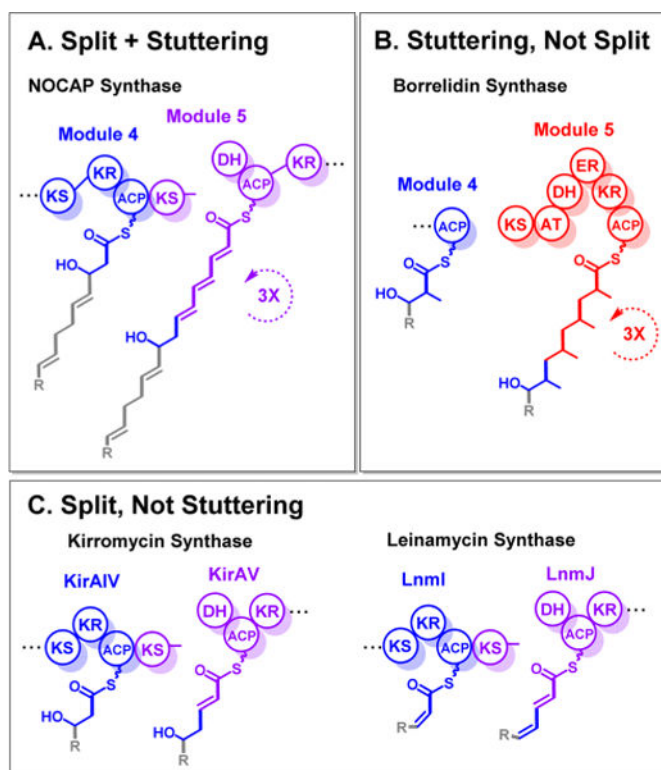 A. Split + Stuttering
NOCAP Synthase
Module 4
Module 5
... KS KR ACP KS
DH ACP KR ...
O S
HO
R
O S
3X
HO
R
B. Stuttering, Not Split
Borrelidin Synthase
Module 4
Module 5
... ACP
KS AT DH ER KR ACP
O S
HO
R
O S
3X
HO
R
C. Split, Not Stuttering
Kirromycin Synthase
KirAIV
KirAV
... KS KR ACP KS
DH ACP KR ...
O S
HO
R
O S
HO
R
Leinamycin Synthase
LnmI
LnmJ
... KS KR ACP KS
DH ACP KR ...
O S
R
O S
R